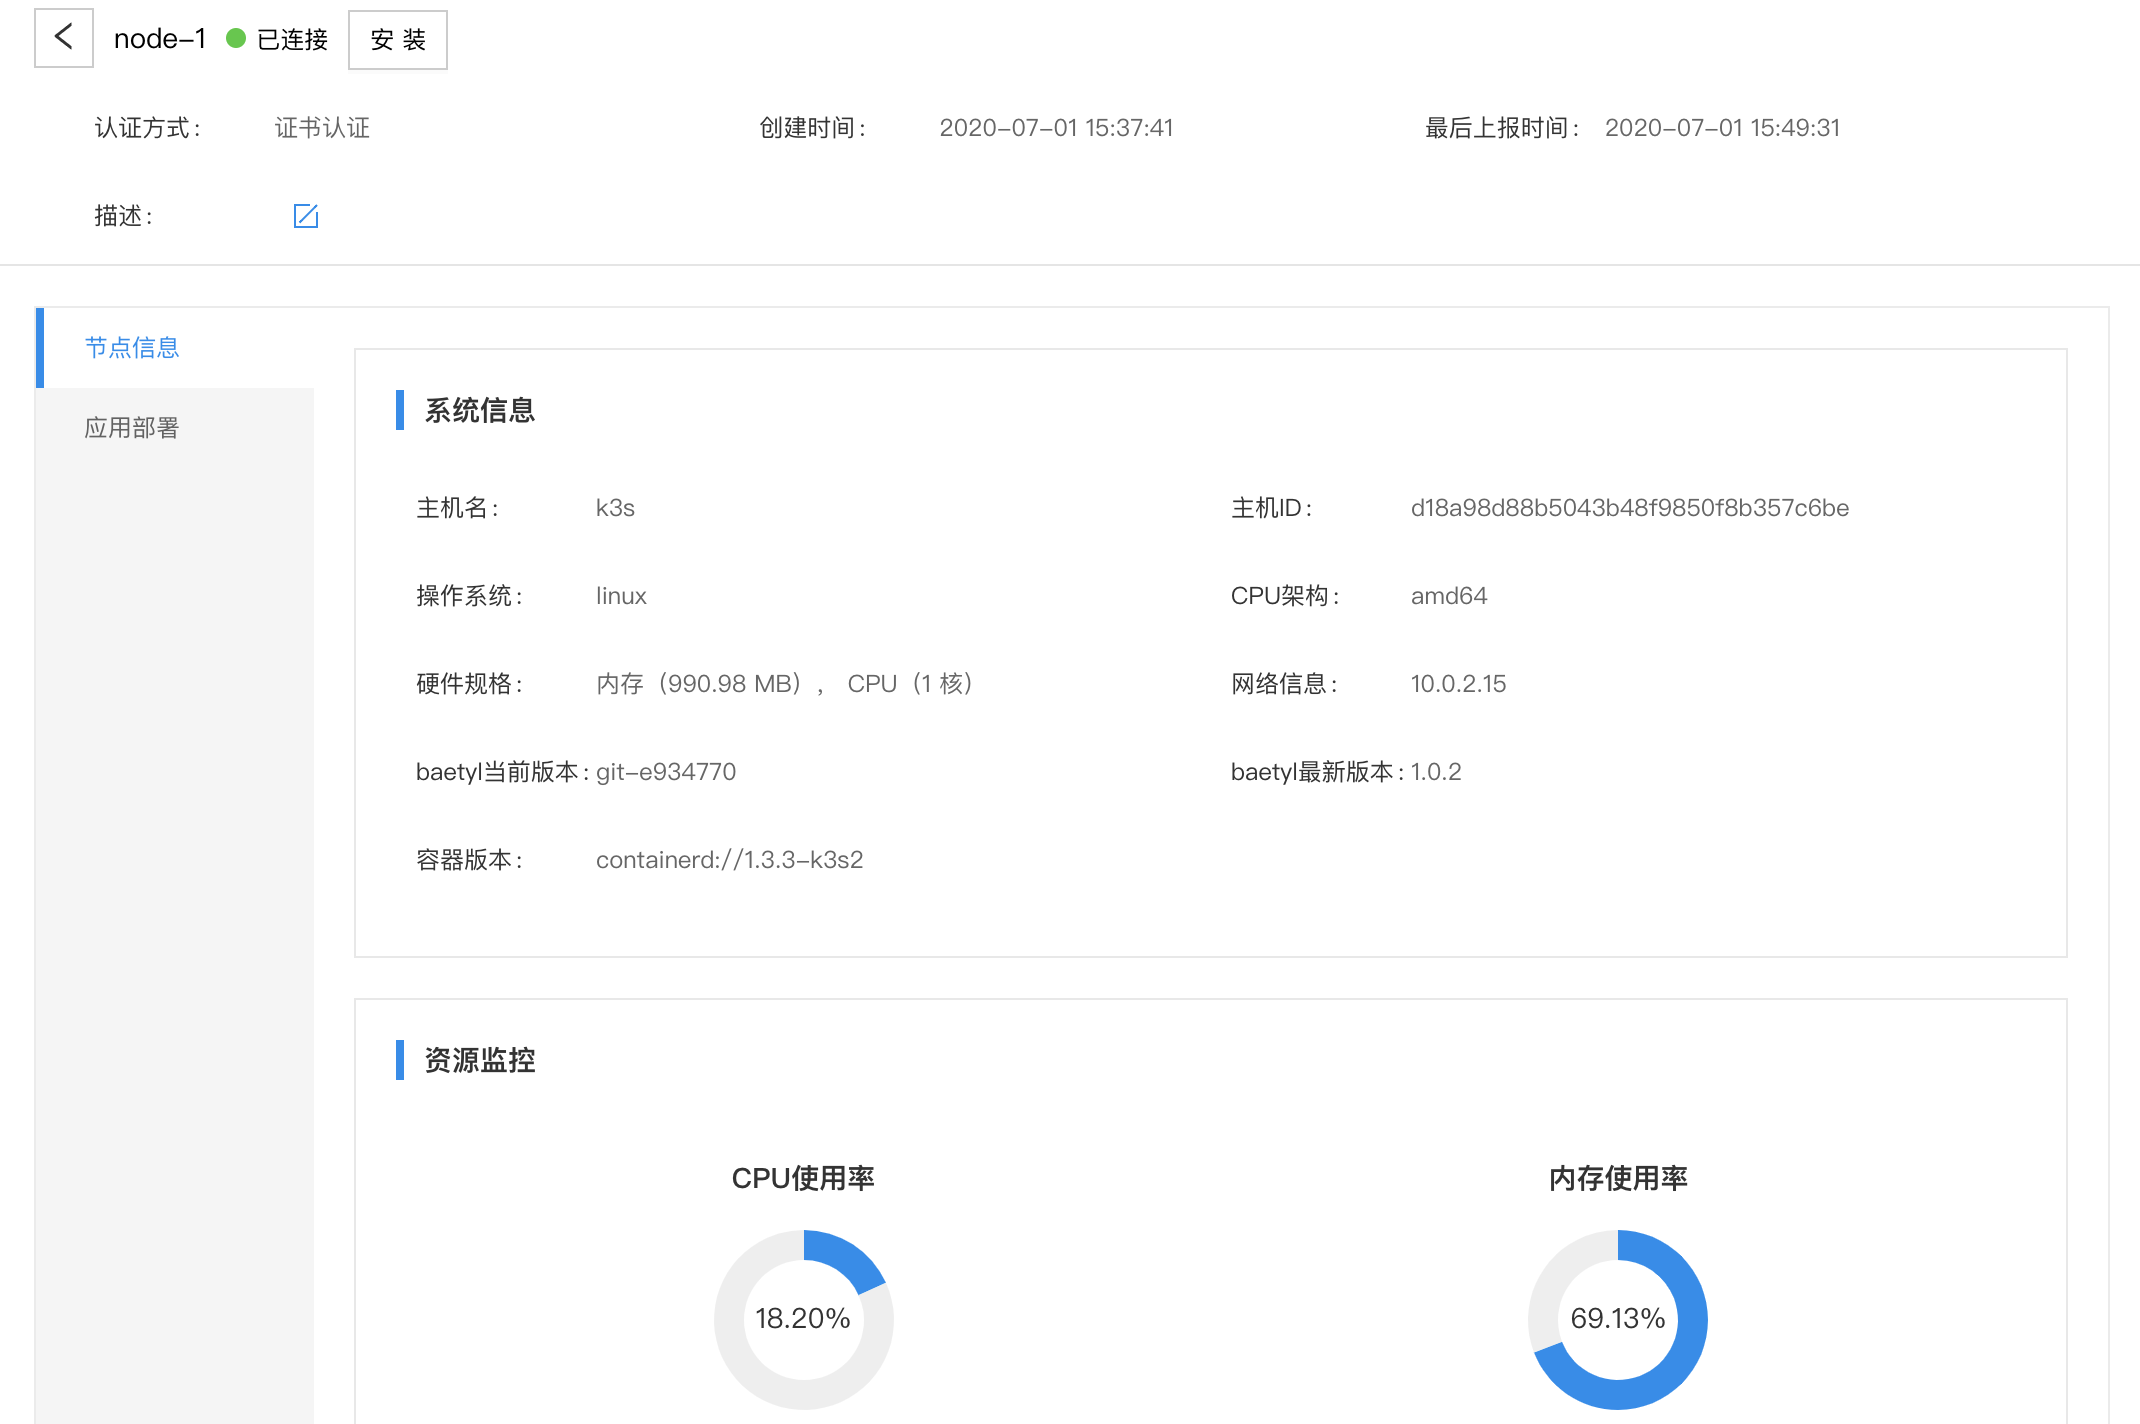 node-1 已连接 安 装
认证方式： 证书认证 创建时间： 2020-07-01 15:37:41 最后上报时间： 2020-07-01 15:49:31
描述：
节点信息
应用部署
系统信息
主机名： k3s 主机ID： d18a98d88b5043b48f9850f8b357c6be
操作系统： linux CPU架构： amd64
硬件规格： 内存（990.98 MB）， CPU（1 核） 网络信息： 10.0.2.15
baetyl当前版本：git-e934770 baetyl最新版本：1.0.2
容器版本： containerd://1.3.3-k3s2
资源监控
CPU使用率 内存使用率
18.20% 69.13%